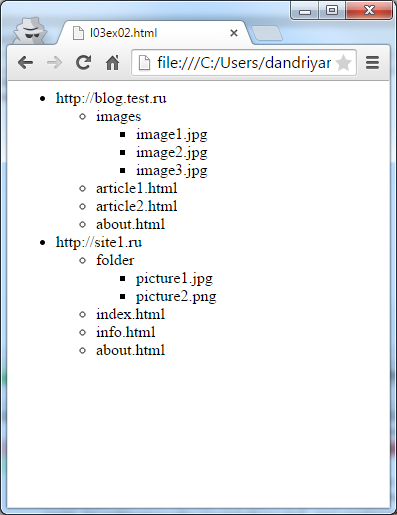 l03ex02.html
file:///C:/Users/dandriyar
http://blog.test.ru
images
image1.jpg
image2.jpg
image3.jpg
article1.html
article2.html
about.html
http://site1.ru
folder
picture1.jpg
picture2.png
index.html
info.html
about.html